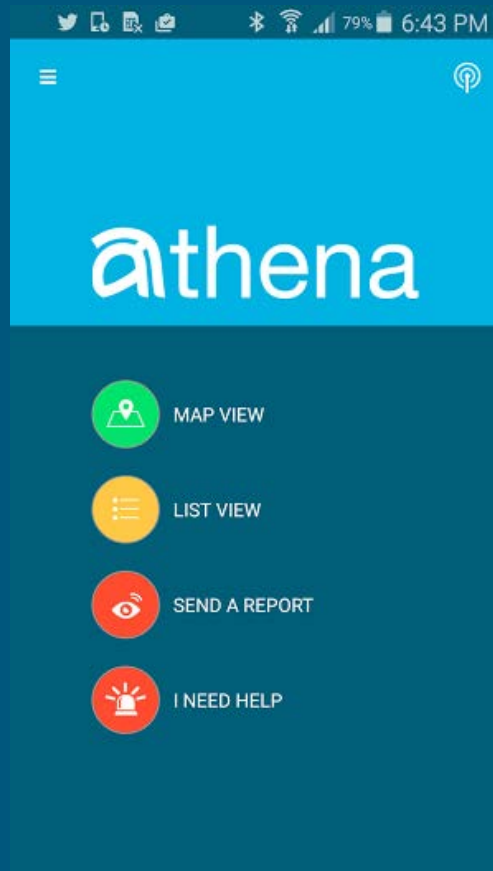 79% 6:43 PM
athena
MAP VIEW
LIST VIEW
SEND A REPORT
I NEED HELP